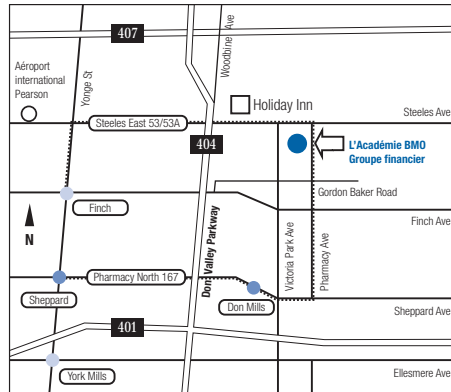 407
Woodbine Ave
Aéroport
international
Pearson
Yonge St
Holiday Inn
Steeles Ave
Steeles East 53/53A
404
L'Académie BMO
Groupe financier
Gordon Baker Road
Finch
Finch Ave
N
Don Valley Parkway
Victoria Park Ave
Pharmacy Ave
Pharmacy North 167
Sheppard
Don Mills
Sheppard Ave
401
York Mills
Ellesmere Ave